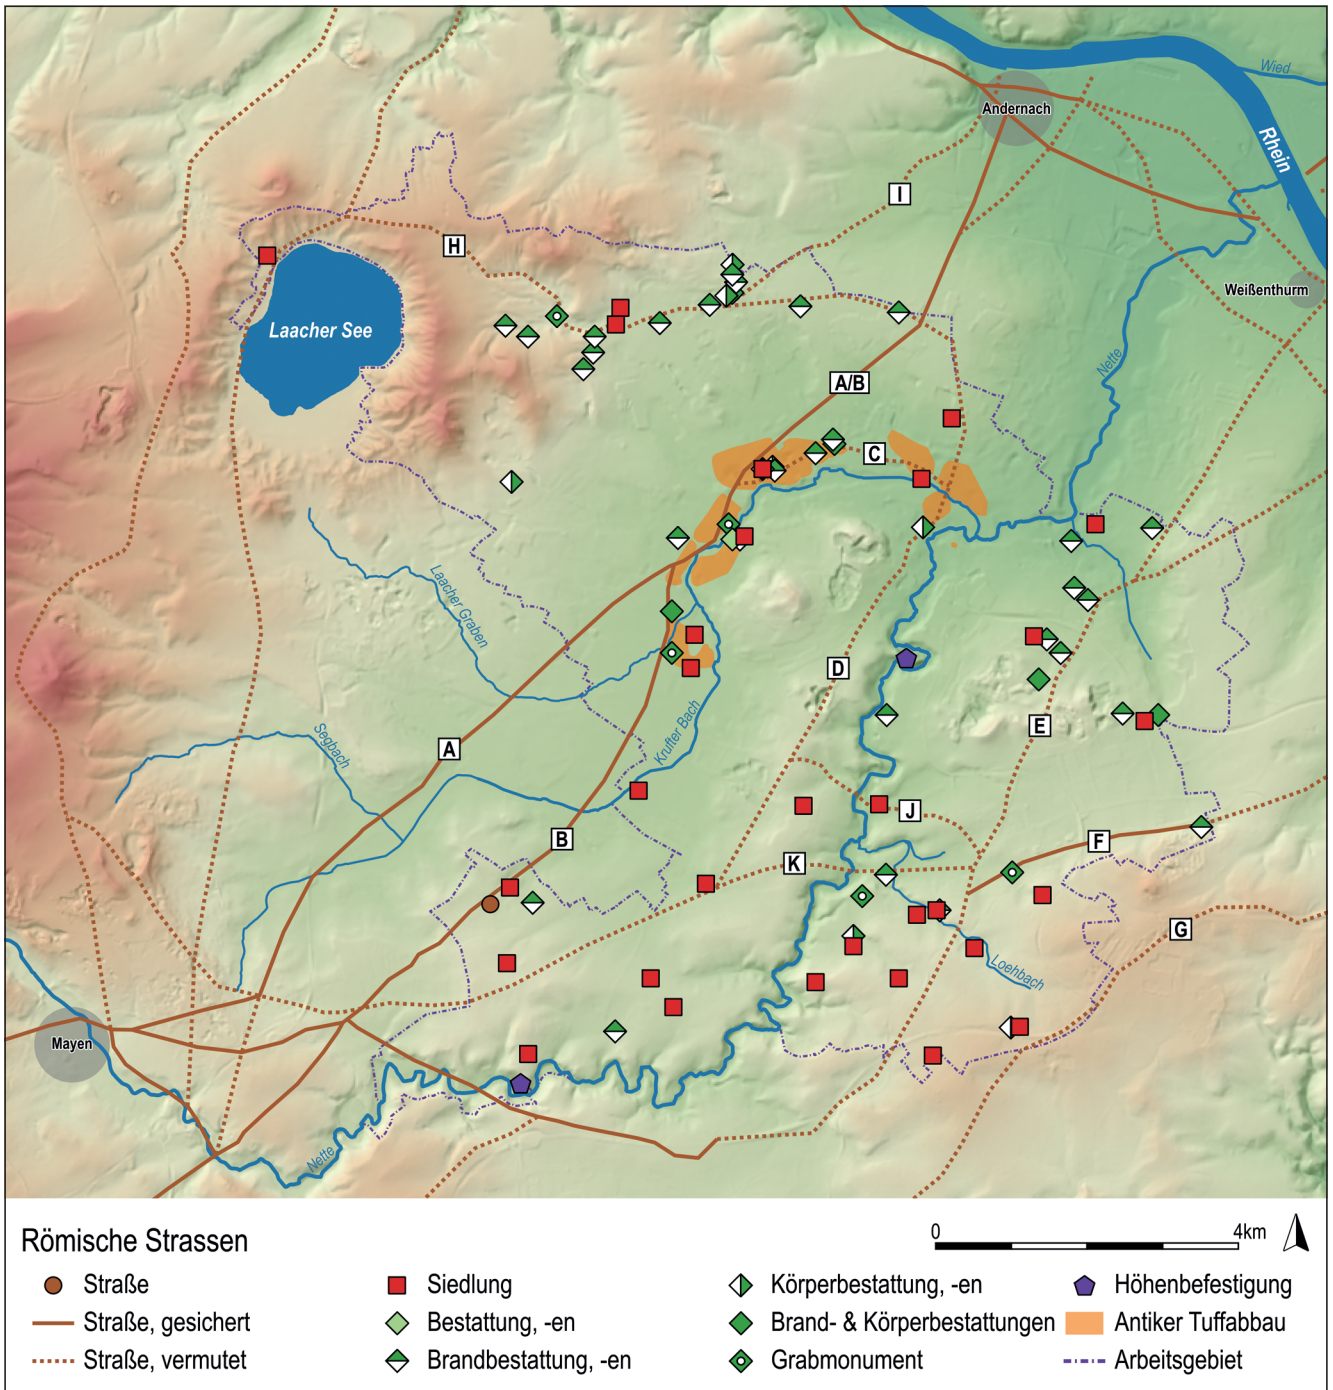 Wied
Andernach
Rhein
I
H
Weißenthurm
Laacher See
Nette
A/B
C
Laacher Graben
D
Krufter Bach
E
Segbach
A
J
B
F
K
G
Loehbach
Mayen
Nette
Römische Strassen
0 4km
Straße
Siedlung
Körperbestattung, -en
Höhenbefestigung
Straße, gesichert
Bestattung, -en
Brand- & Körperbestattungen
Antiker Tuffabbau
Straße, vermutet
Brandbestattung, -en
Grabmonument
Arbeitsgebiet